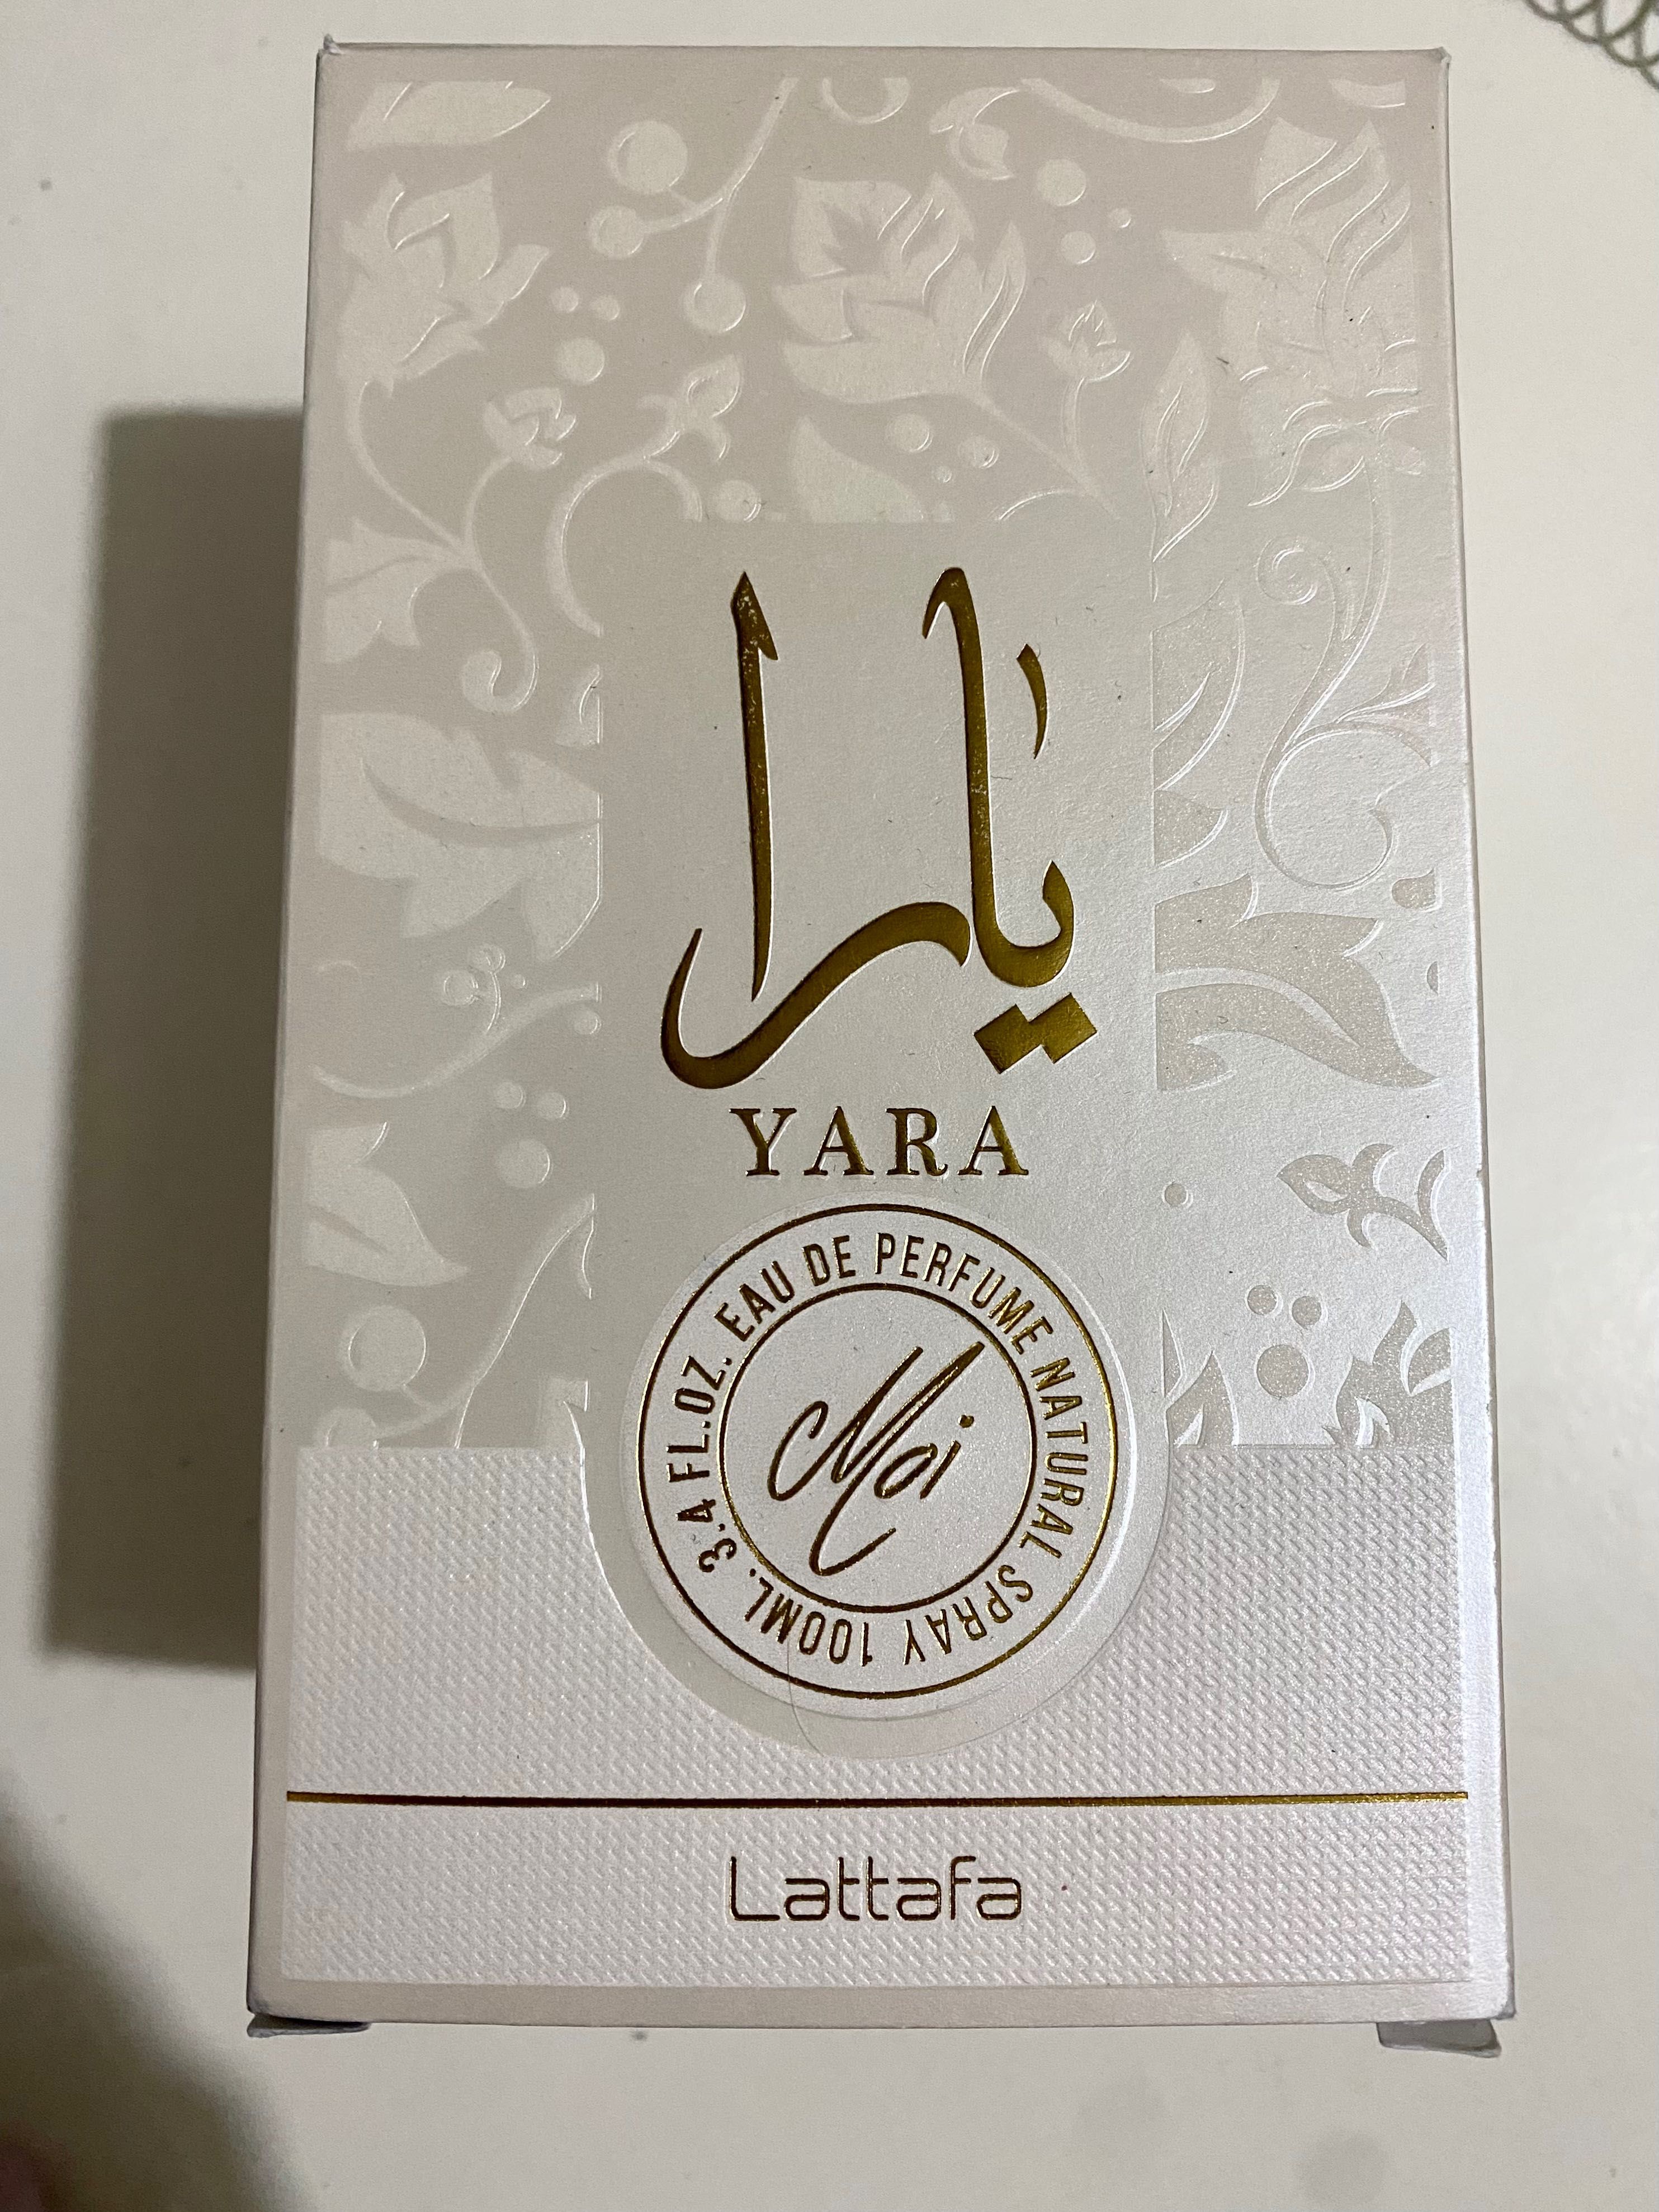 يارا
YARA
EAU DE PERFUME NATURAL SPRAY 100ML. 3.4 FL.OZ.
Moi
Lattafa